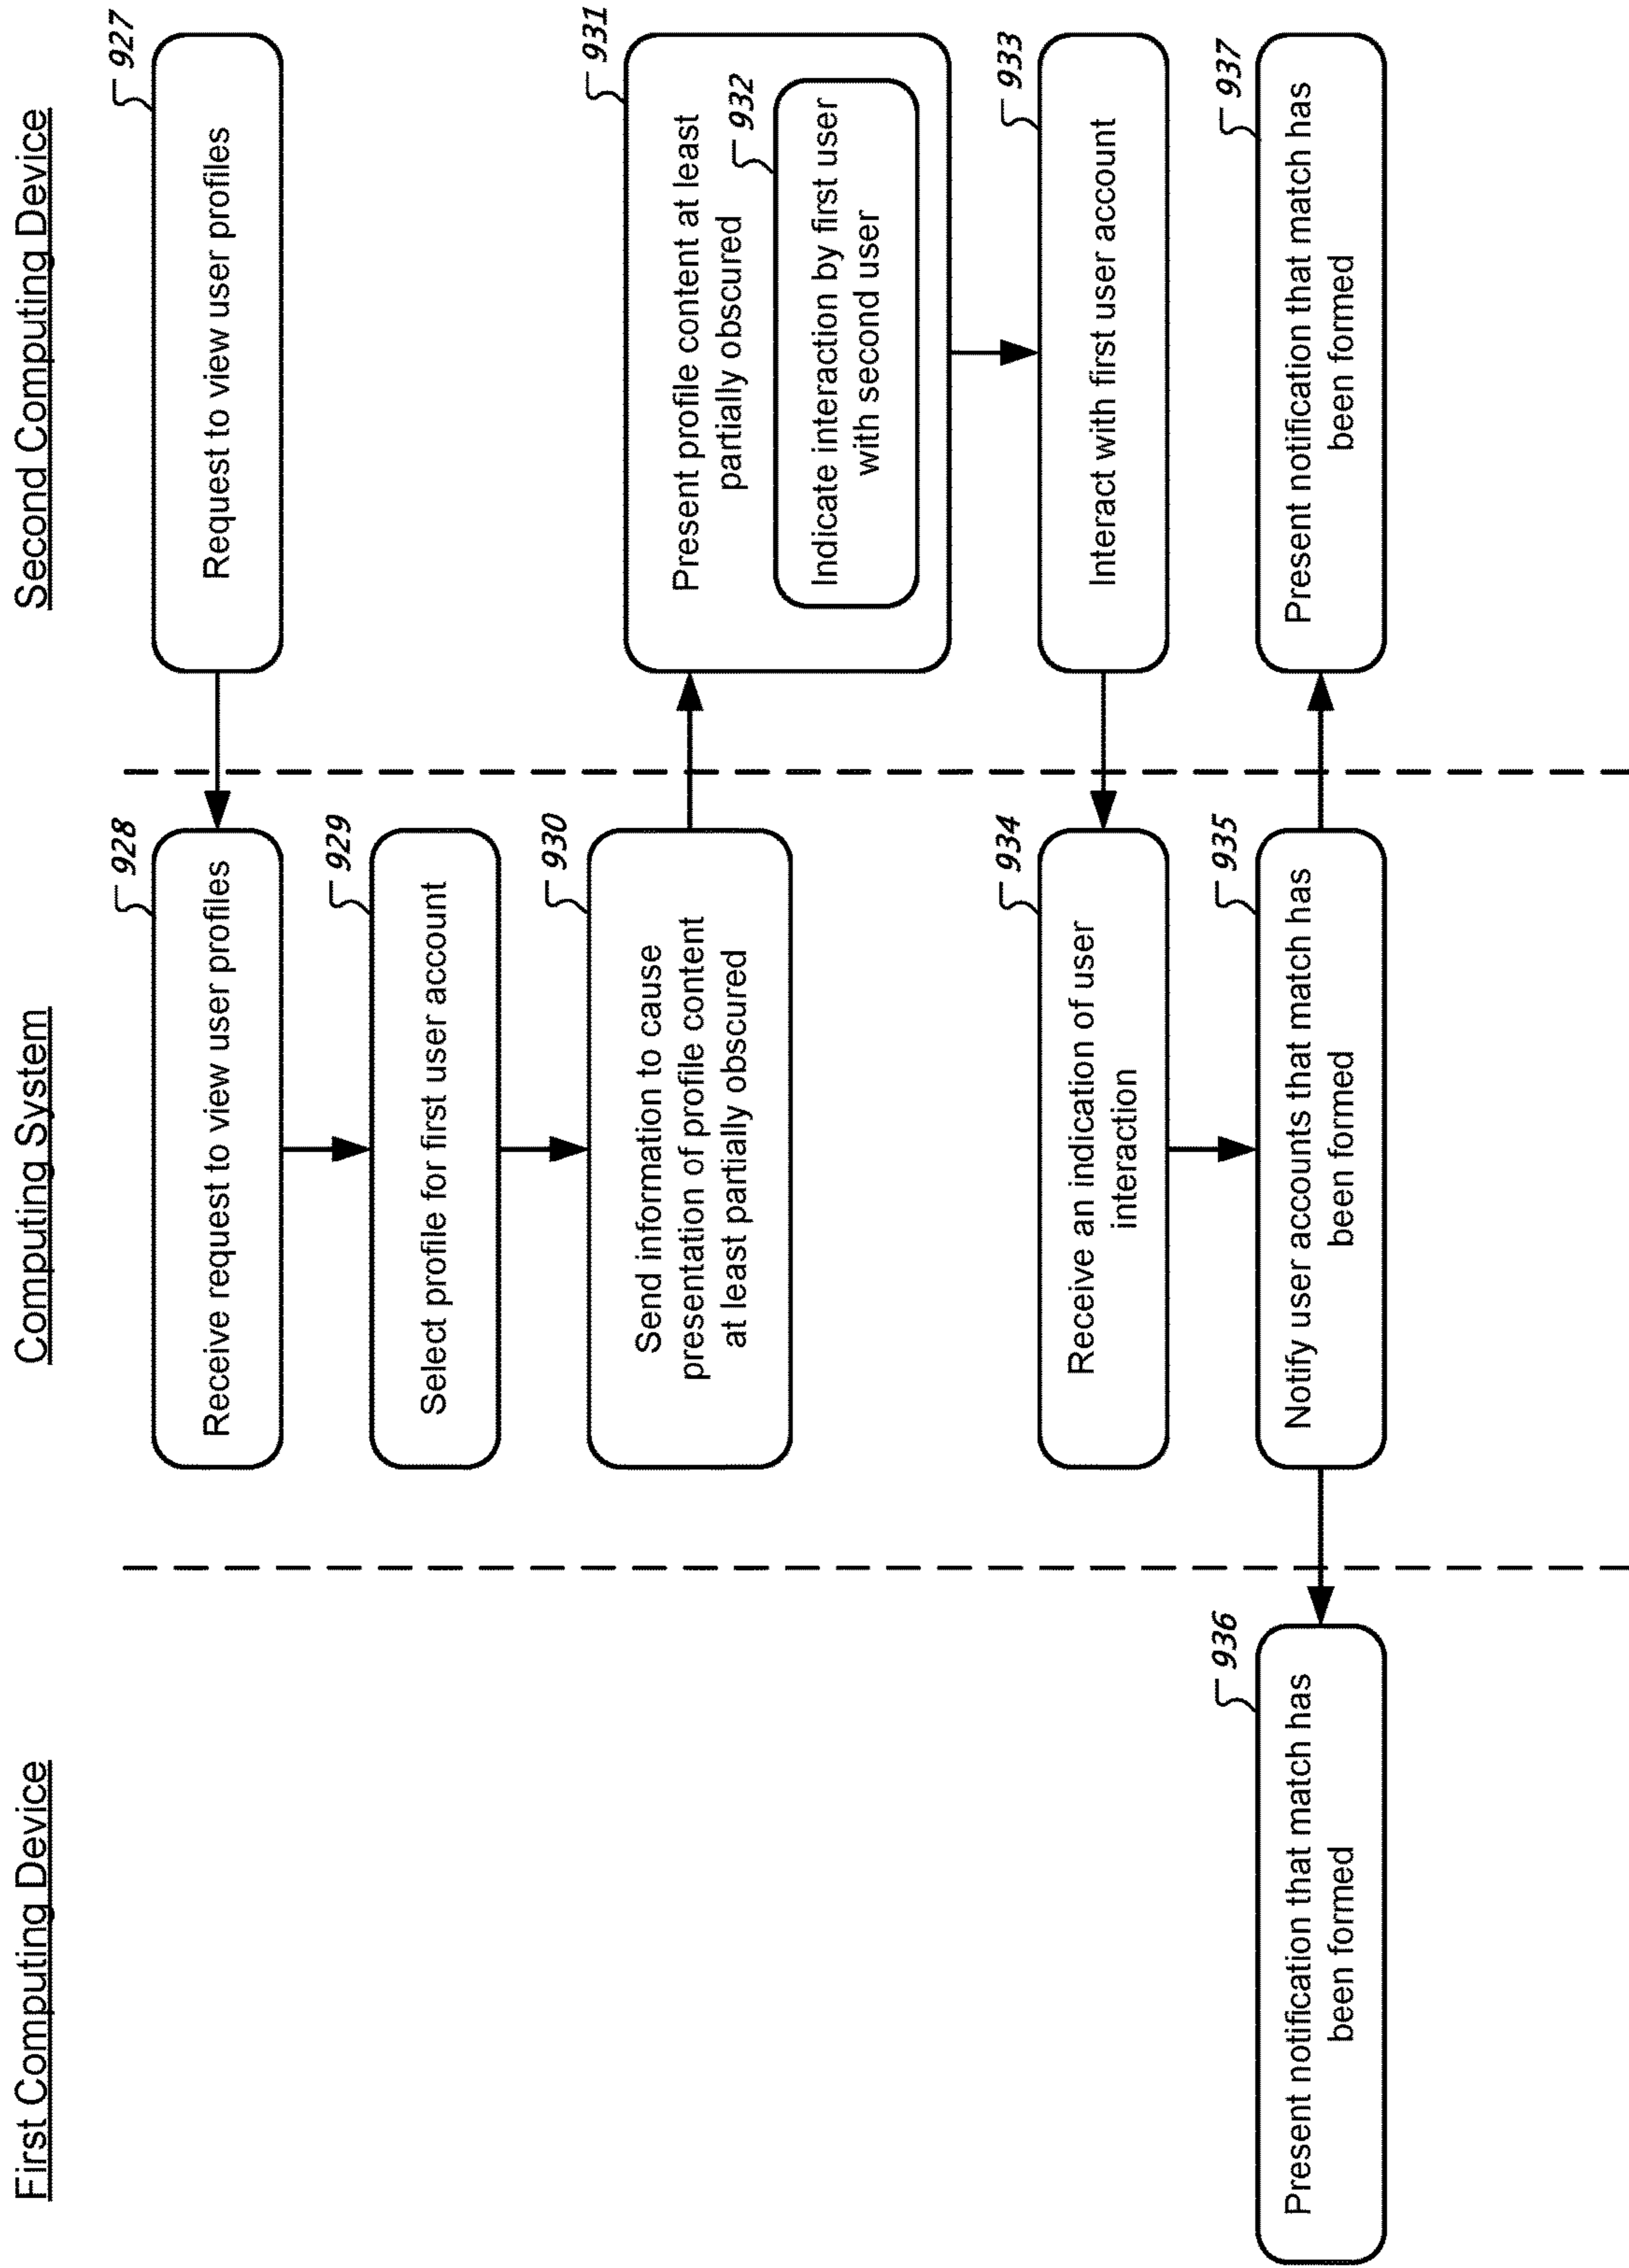 First Computing Device
Computing System
Second Computing Device
927
Request to view user profiles
928
Receive request to view user profiles
929
Select profile for first user account
930
Send information to cause
presentation of profile content
at least partially obscured
931
Present profile content at least
partially obscured
932
Indicate interaction by first user
with second user
933
Interact with first user account
934
Receive an indication of user
interaction
935
Notify user accounts that match has
been formed
936
Present notification that match has
been formed
937
Present notification that match has
been formed